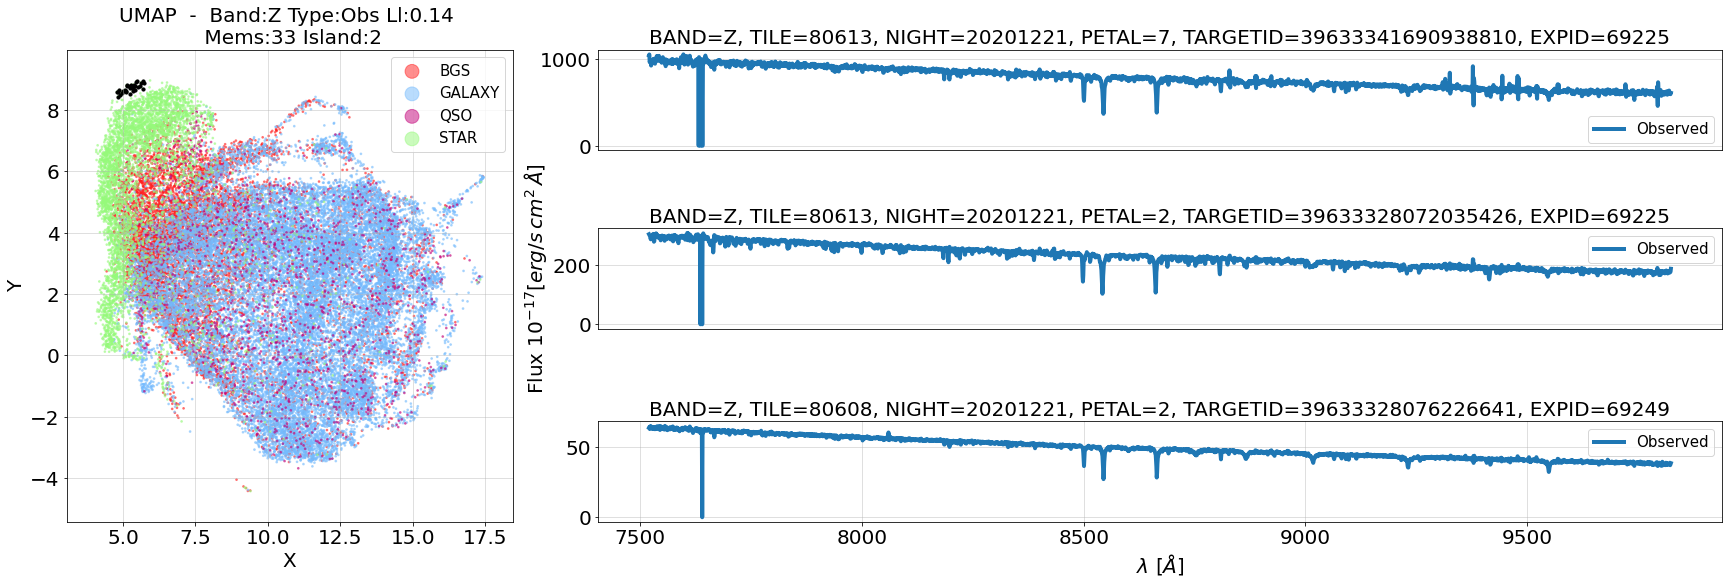 UMAP - Band:Z Type:Obs Ll:0.14
Mems:33 Island:2
BGS
GALAXY
QSO
STAR
8
6
4
2
0
−2
−4
Y
5.0 7.5 10.0 12.5 15.0 17.5
X
Flux 10⁻¹⁷[erg/s cm² Å]
BAND=Z, TILE=80613, NIGHT=20201221, PETAL=7, TARGETID=39633341690938810, EXPID=69225
1000
0
Observed
BAND=Z, TILE=80613, NIGHT=20201221, PETAL=2, TARGETID=39633328072035426, EXPID=69225
200
0
Observed
BAND=Z, TILE=80608, NIGHT=20201221, PETAL=2, TARGETID=39633328076226641, EXPID=69249
50
0
Observed
7500 8000 8500 9000 9500
λ [Å]